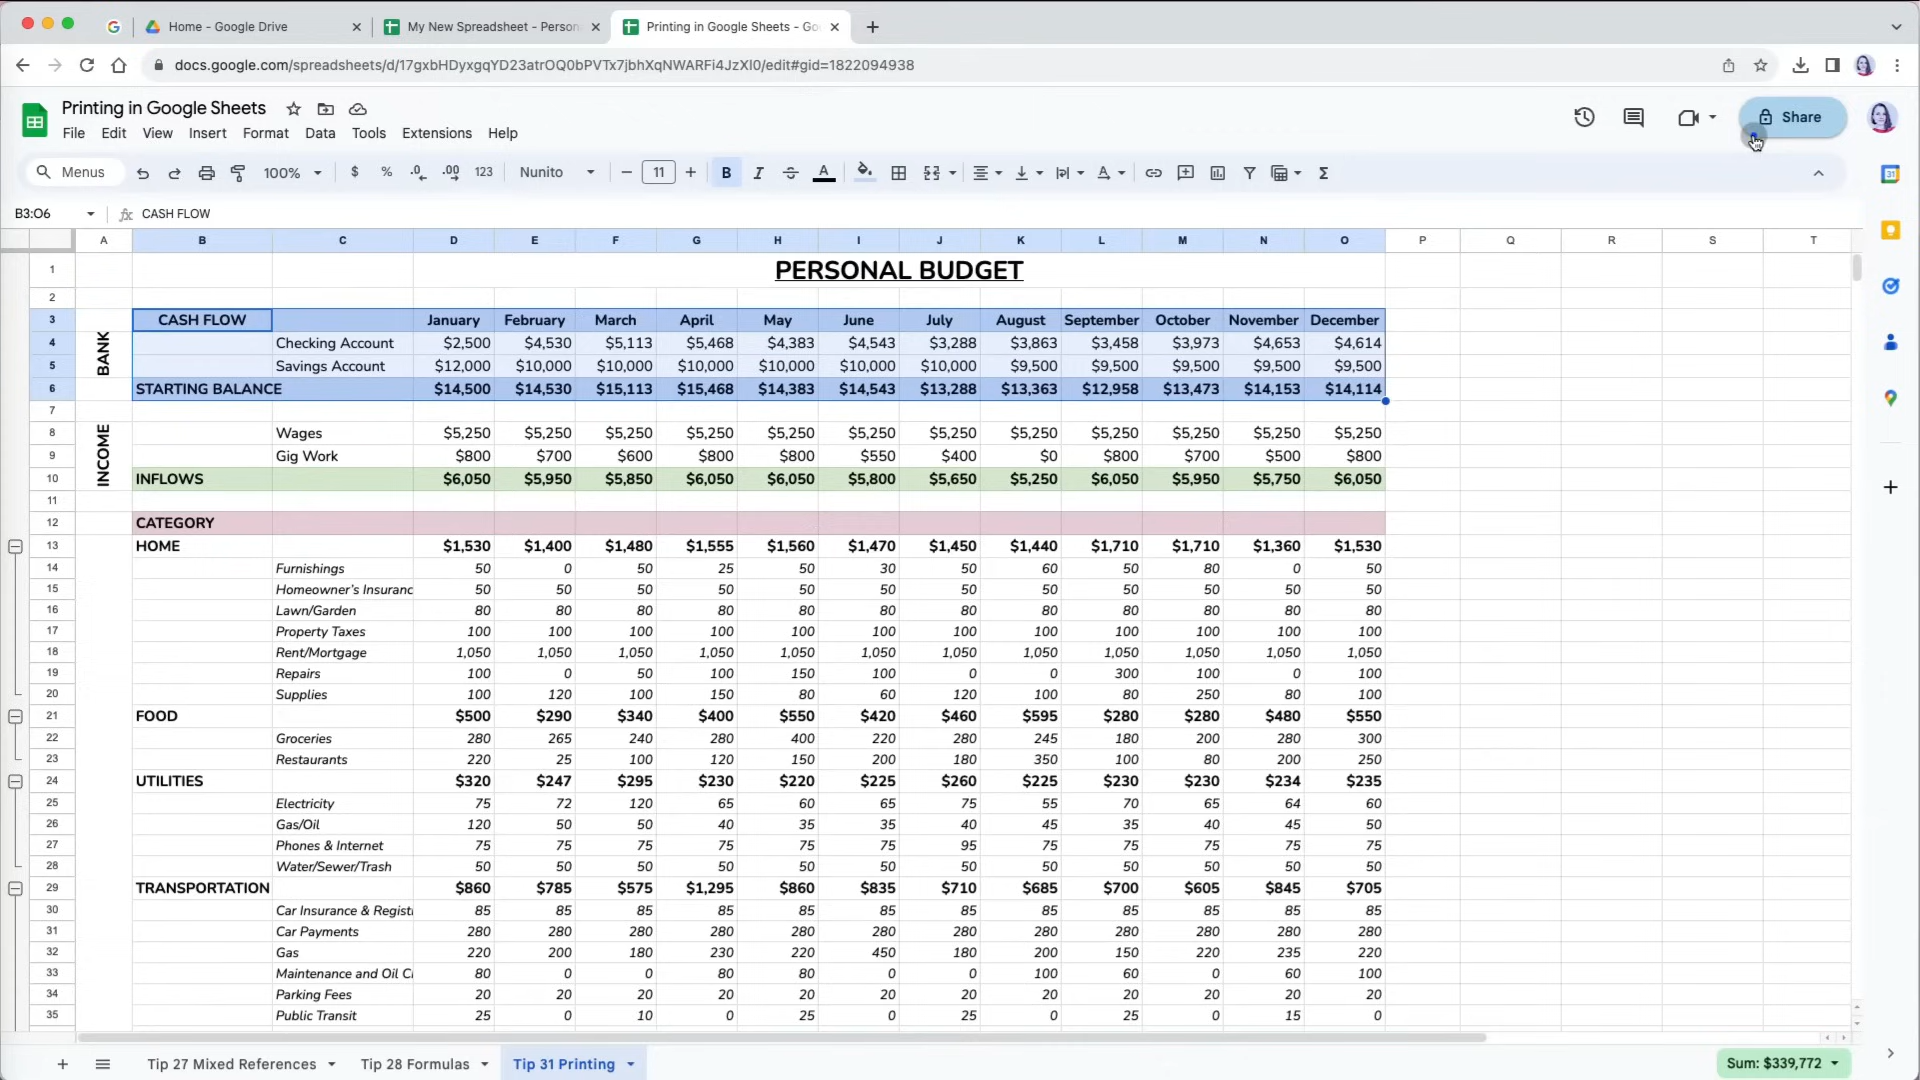 Home - Google Drive
My New Spreadsheet - Person
Printing in Google Sheets - Go
docs.google.com/spreadsheets/d/17gxbHDyxgqYD23atrOQ0bPVTx7jbhXqNWARFi4JzXI0/edit#gid=1822094938
Printing in Google Sheets
Share
File Edit View Insert Format Data Tools Extensions Help
Menus 100% $ % .0 .00 123 Nunito 11 B I A Σ
31
B3:O6 fx CASH FLOW
A B C D E F G H I J K L M N O P Q R S T
1 PERSONAL BUDGET
2
3 CASH FLOW January February March April May June July August September October November December
BANK
4 Checking Account $2,500 $4,530 $5,113 $5,468 $4,383 $4,543 $3,288 $3,863 $3,458 $3,973 $4,653 $4,614
5 Savings Account $12,000 $10,000 $10,000 $10,000 $10,000 $10,000 $10,000 $9,500 $9,500 $9,500 $9,500 $9,500
6 STARTING BALANCE $14,500 $14,530 $15,113 $15,468 $14,383 $14,543 $13,288 $13,363 $12,958 $13,473 $14,153 $14,114
7
INCOME
8 Wages $5,250 $5,250 $5,250 $5,250 $5,250 $5,250 $5,250 $5,250 $5,250 $5,250 $5,250 $5,250
9 Gig Work $800 $700 $600 $800 $800 $550 $400 $0 $800 $700 $500 $800
10 INFLOWS $6,050 $5,950 $5,850 $6,050 $6,050 $5,800 $5,650 $5,250 $6,050 $5,950 $5,750 $6,050
11
12 CATEGORY
13 HOME $1,530 $1,400 $1,480 $1,555 $1,560 $1,470 $1,450 $1,440 $1,710 $1,710 $1,360 $1,530
14 Furnishings 50 0 50 25 50 30 50 60 50 80 0 50
15 Homeowner's Insuranc 50 50 50 50 50 50 50 50 50 50 50 50
16 Lawn/Garden 80 80 80 80 80 80 80 80 80 80 80 80
17 Property Taxes 100 100 100 100 100 100 100 100 100 100 100 100
18 Rent/Mortgage 1,050 1,050 1,050 1,050 1,050 1,050 1,050 1,050 1,050 1,050 1,050 1,050
19 Repairs 100 0 50 100 150 100 0 0 300 100 0 100
20 Supplies 100 120 100 150 80 60 120 100 80 250 80 100
21 FOOD $500 $290 $340 $400 $550 $420 $460 $595 $280 $280 $480 $550
22 Groceries 280 265 240 280 400 220 280 245 180 200 280 300
23 Restaurants 220 25 100 120 150 200 180 350 100 80 200 250
24 UTILITIES $320 $247 $295 $230 $220 $225 $260 $225 $230 $230 $234 $235
25 Electricity 75 72 120 65 60 65 75 55 70 65 64 60
26 Gas/Oil 120 50 50 40 35 35 40 45 35 40 45 50
27 Phones & Internet 75 75 75 75 75 75 95 75 75 75 75 75
28 Water/Sewer/Trash 50 50 50 50 50 50 50 50 50 50 50 50
29 TRANSPORTATION $860 $785 $575 $1,295 $860 $835 $710 $685 $700 $605 $845 $705
30 Car Insurance & Regist 85 85 85 85 85 85 85 85 85 85 85 85
31 Car Payments 280 280 280 280 280 280 280 280 280 280 280 280
32 Gas 220 200 180 230 220 450 180 200 150 220 235 220
33 Maintenance and Oil C 80 0 0 80 80 0 0 100 60 0 60 100
34 Parking Fees 20 20 20 20 20 20 20 20 20 20 20 20
35 Public Transit 25 0 10 0 25 0 25 0 25 0 15 0
Tip 27 Mixed References Tip 28 Formulas Tip 31 Printing Sum: $339,772